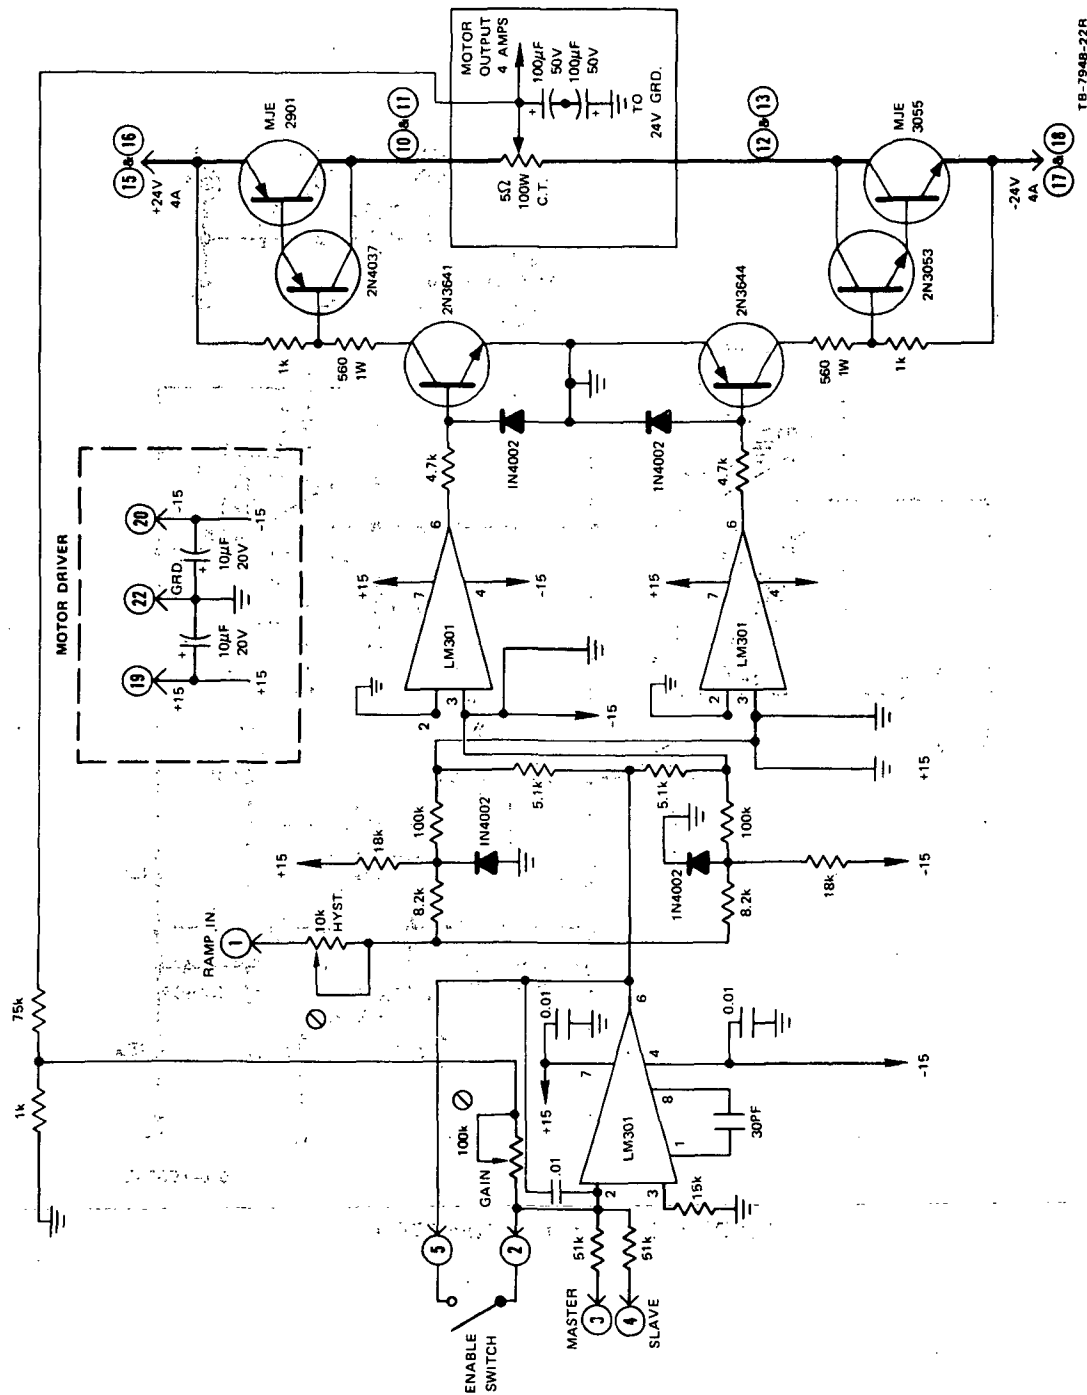 MOTOR DRIVER
19
22
20
+15
GRD.
-15
10µF
20V
10µF
20V
+15
-15
15 & 16
+24V
4A
MJE
2901
2N4037
10 & 11
MOTOR
OUTPUT
4 AMPS
100µF
50V
100µF
50V
TO
24V GRD.
5Ω
100W
C.T.
12 & 13
MJE
3055
2N3053
-24V
4A
17 & 18
1k
560
1W
2N3641
2N3644
560
1W
1k
4.7k
1N4002
1N4002
4.7k
+15
7
6
LM301
4
-15
2
3
-15
+15
7
6
LM301
4
2
3
+15
5.1k
5.1k
100k
1N4002
18k
+15
8.2k
100k
1N4002
8.2k
18k
-15
RAMP IN.
1
10k
HYST.
75k
1k
100k
GAIN
.01
+15
7
0.01
6
0.01
4
-15
8
1
30PF
LM301
2
3
15k
51k
51k
5
2
ENABLE
SWITCH
MASTER
3
4
SLAVE
TB-7948-22B